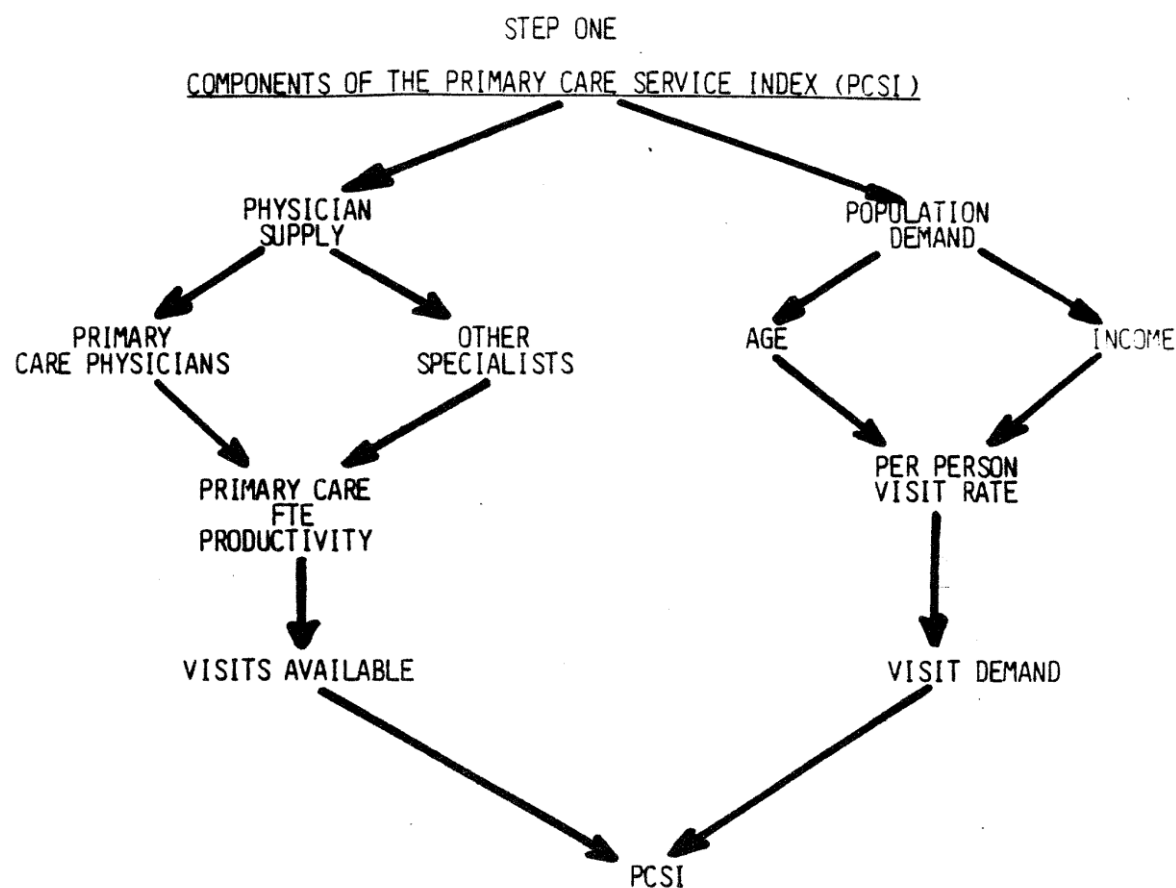 STEP ONE
COMPONENTS OF THE PRIMARY CARE SERVICE INDEX (PCSI)
PHYSICIAN
SUPPLY
POPULATION
DEMAND
PRIMARY
CARE PHYSICIANS
OTHER
SPECIALISTS
AGE
INCOME
PRIMARY CARE
FTE
PRODUCTIVITY
PER PERSON
VISIT RATE
VISITS AVAILABLE
VISIT DEMAND
PCSI